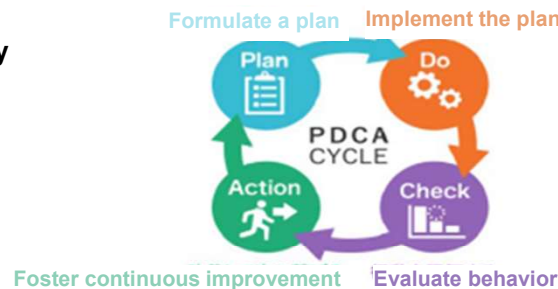 Formulate a plan Implement the plan
y
Plan
Do
PDCA
CYCLE
Action
Check
Foster continuous improvement Evaluate behavior